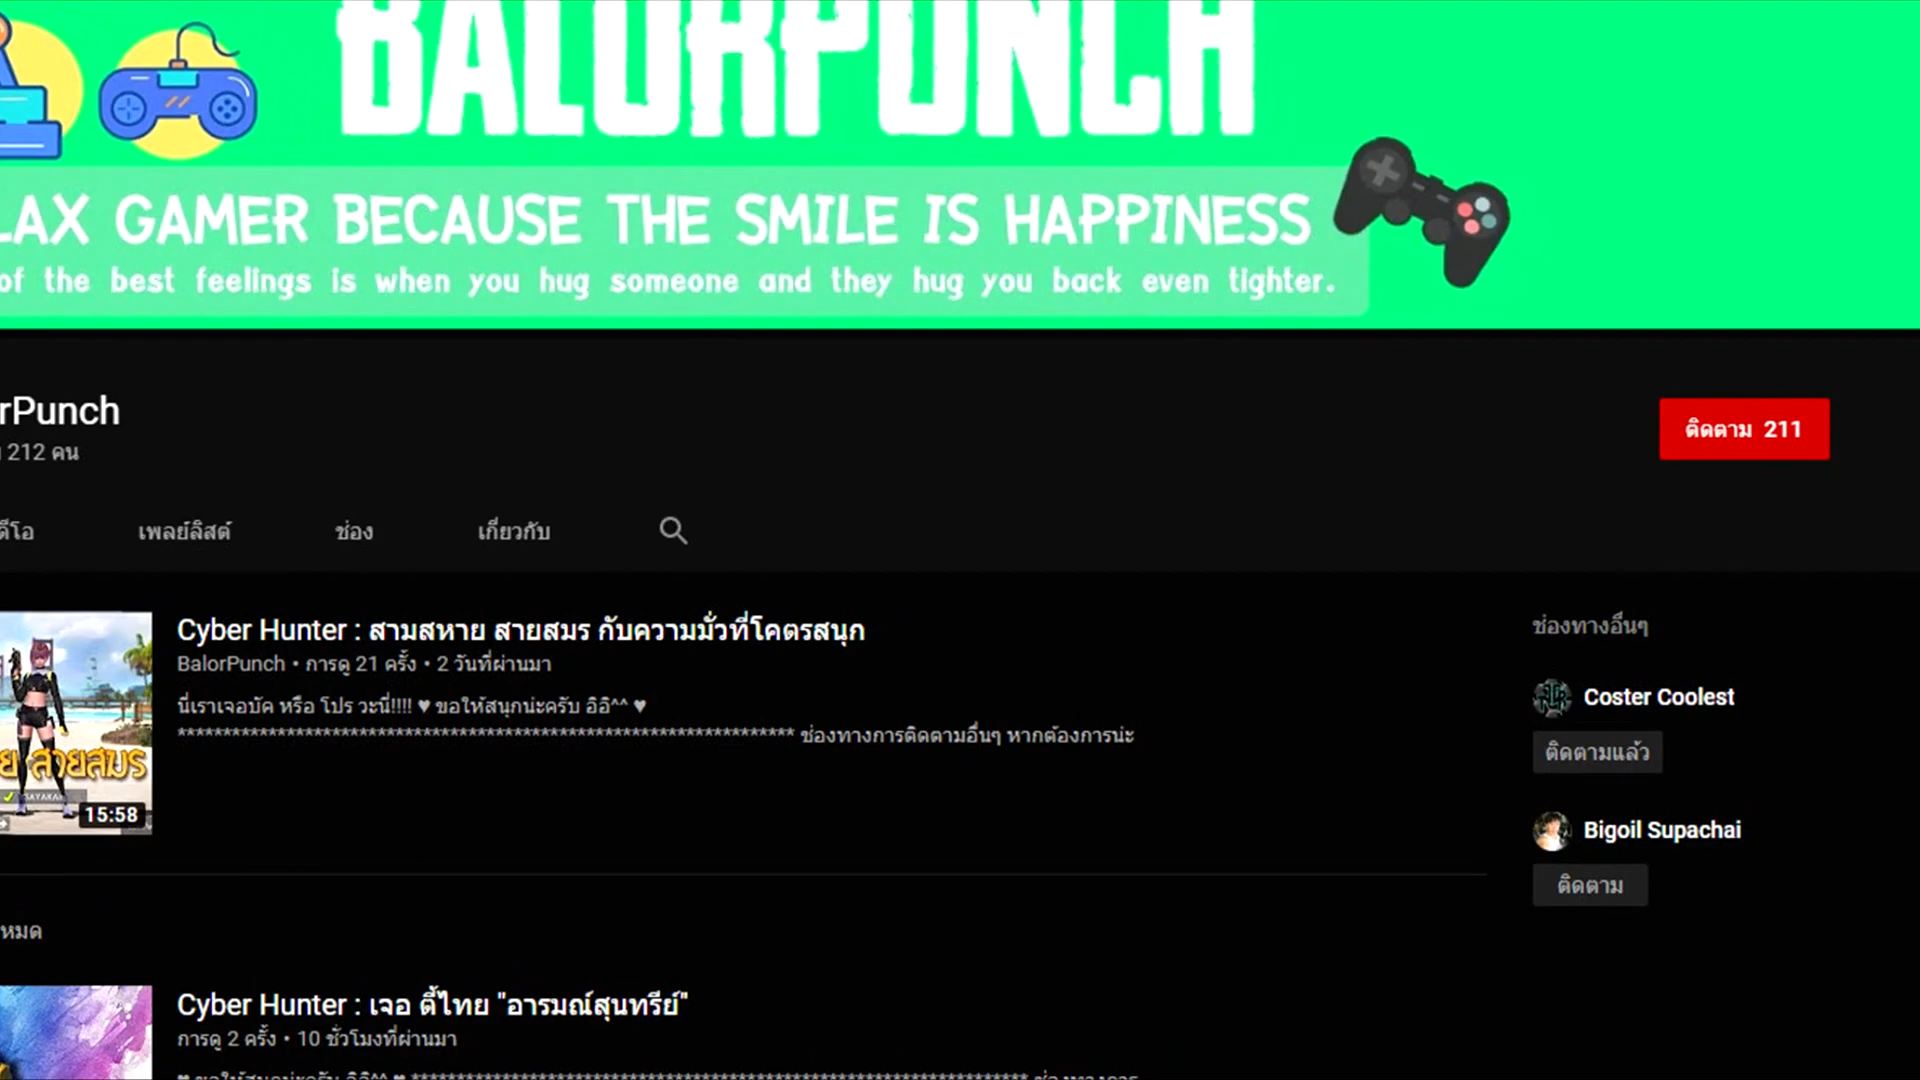 BALORPUNCH
LAX GAMER BECAUSE THE SMILE IS HAPPINESS
of the best feelings is when you hug someone and they hug you back even tighter.
rPunch
212 คน
ติดตาม 211
ดีโอ เพลย์ลิสต์ ช่อง เกี่ยวกับ
Cyber Hunter : สามสหาย สายสมร กับความมั่วที่โคตรสนุก
BalorPunch • การดู 21 ครั้ง • 2 วันที่ผ่านมา
นี่เราเจอบัค หรือ โปร วะนี่!!!! ♥ ขอให้สนุกน่ะครับ อิอิ^^ ♥
ช่องทางการติดตามอื่นๆ หากต้องการน่ะ
ย สายสมร
15:58
ช่องทางอื่นๆ
Coster Coolest
ติดตามแล้ว
Bigoil Supachai
ติดตาม
หมด
Cyber Hunter : เจอ ตี้ไทย "อารมณ์สุนทรีย์"
การดู 2 ครั้ง • 10 ชั่วโมงที่ผ่านมา